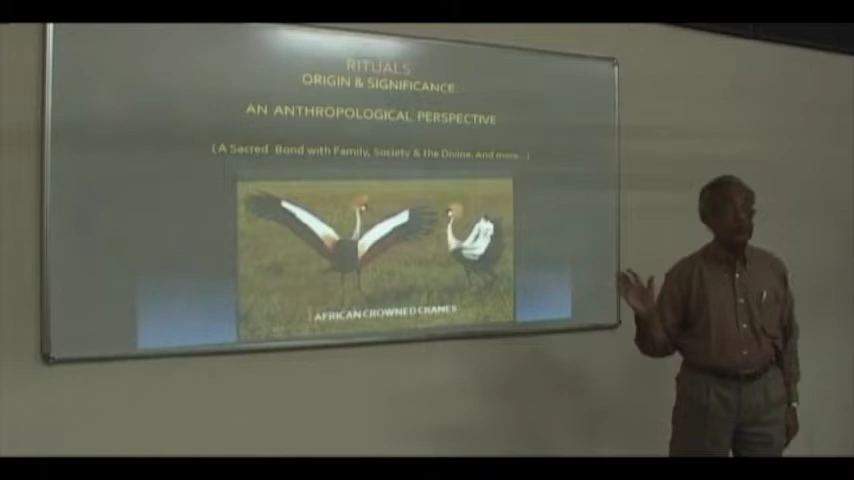 RITUALS
ORIGIN & SIGNIFICANCE
AN ANTHROPOLOGICAL PERSPECTIVE
( A Sacred Bond with Family, Society & the Divine. And more...)
AFRICAN CROWNED CRANES